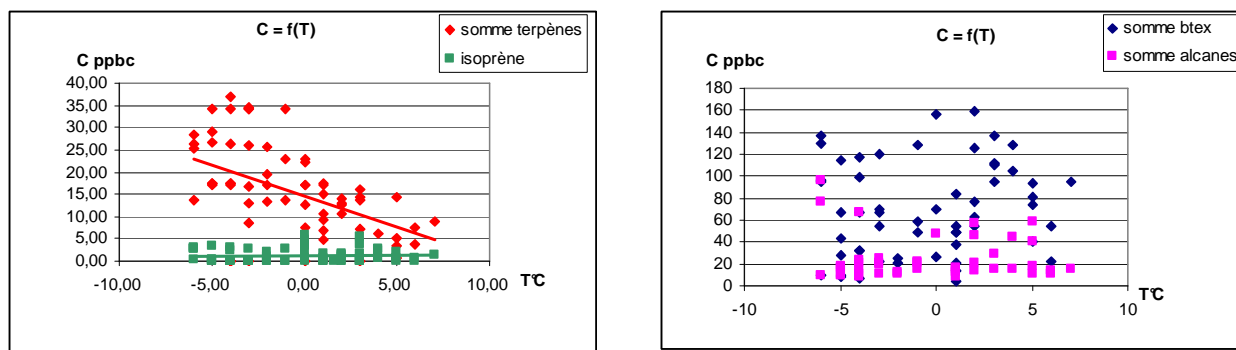 C = f(T)
somme terpènes
isoprène
C ppbc
40,00
35,00
30,00
25,00
20,00
15,00
10,00
5,00
0,00
-10,00 -5,00 0,00 5,00 10,00
T°C
C = f(T)
somme btex
somme alcanes
C ppbc
180
160
140
120
100
80
60
40
20
0
-10 -5 0 5 10
T°C